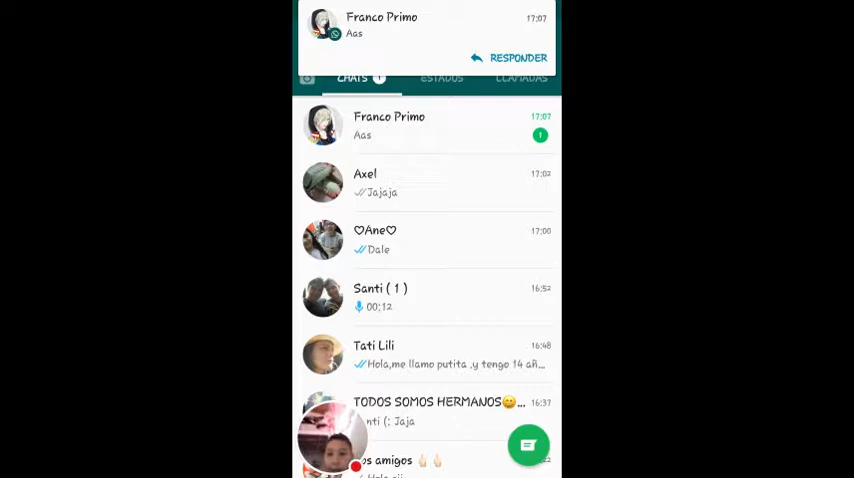 Franco Primo 17:07
Aas
RESPONDER
CHATS 1 ESTADOS LLAMADAS
Franco Primo 17:07
Aas 1
Axel 17:02
Jajaja
♡Ane♡ 17:00
Dale
Santi ( 1 ) 16:52
00:12
Tati Lili 16:48
Hola,me llamo putita .y tengo 14 añ...
TODOS SOMOS HERMANOS😀... 16:37
nti (: Jaja
os amigos 👆🏻👆🏻